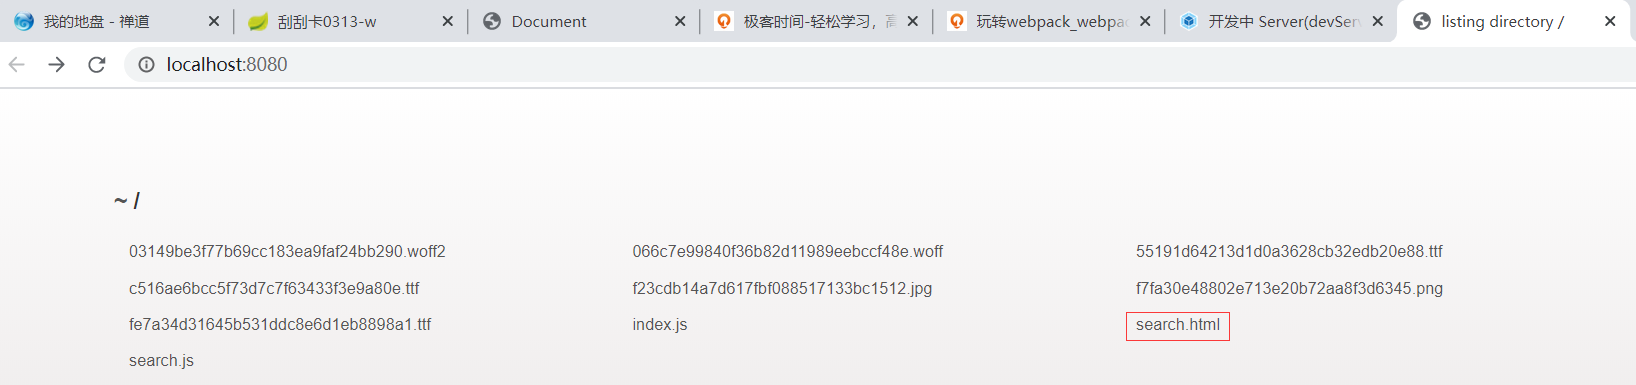 我的地盘 - 禅道
刮刮卡0313-w
Document
极客时间-轻松学习，高
玩转webpack_webpac
开发中 Server(devServ
listing directory /
localhost:8080
~ /
03149be3f77b69cc183ea9faf24bb290.woff2
066c7e99840f36b82d11989eebccf48e.woff
55191d64213d1d0a3628cb32edb20e88.ttf
c516ae6bcc5f73d7c7f63433f3e9a80e.ttf
f23cdb14a7d617fbf088517133bc1512.jpg
f7fa30e48802e713e20b72aa8f3d6345.png
fe7a34d31645b531ddc8e6d1eb8898a1.ttf
index.js
search.html
search.js